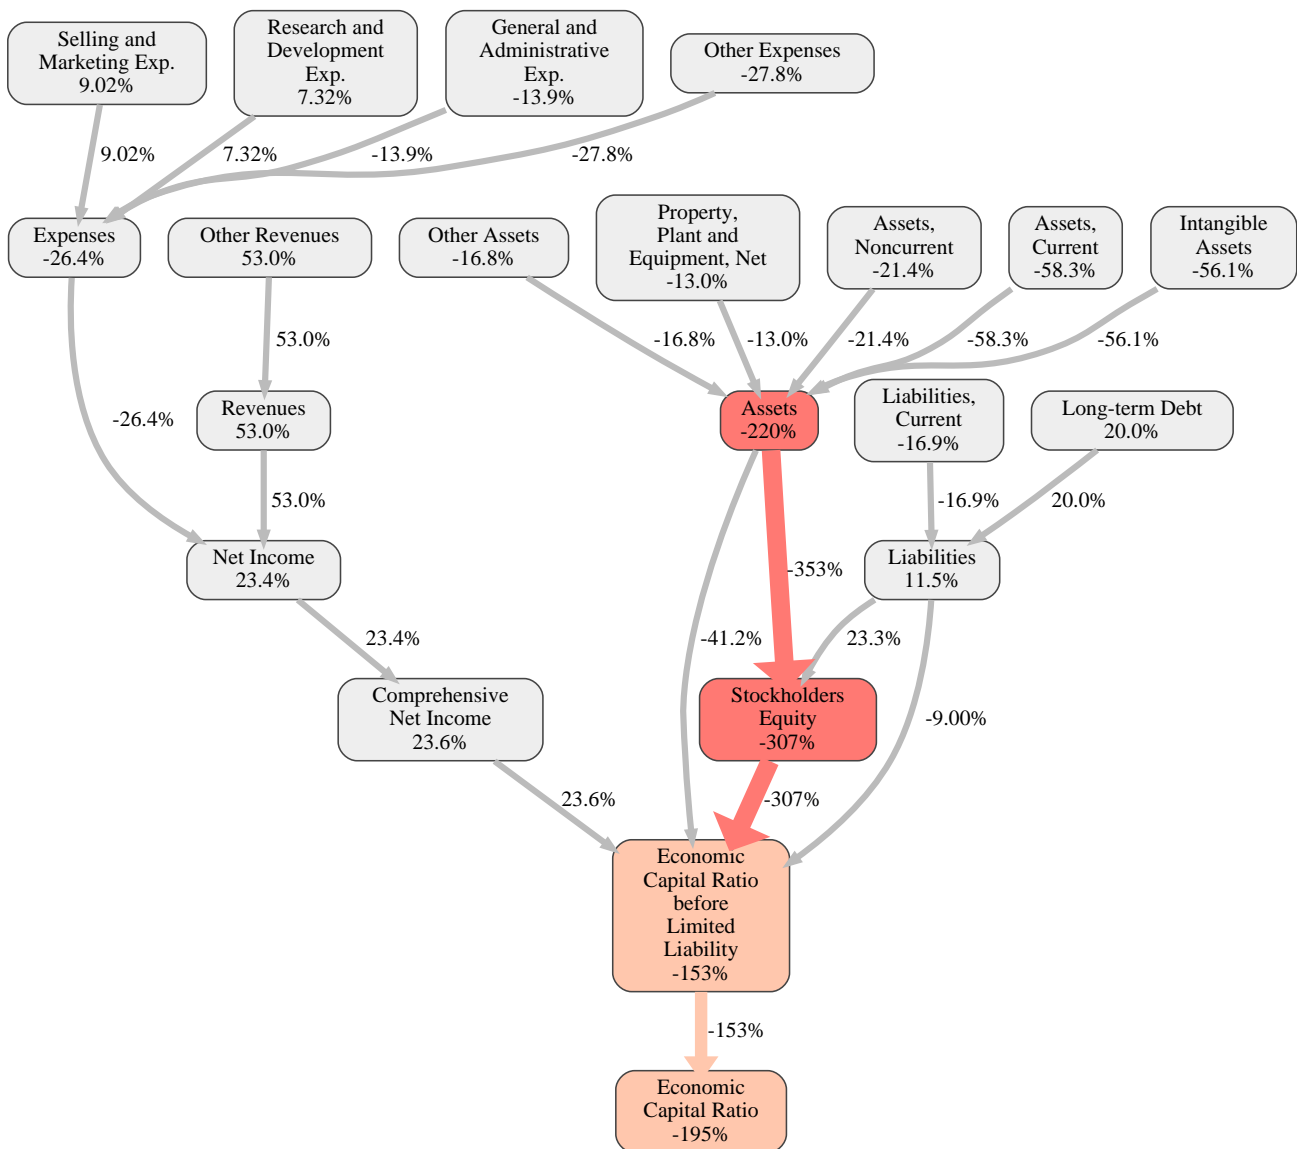 Selling and
Marketing Exp.
9.02%
Research and
Development
Exp.
7.32%
General and
Administrative
Exp.
-13.9%
Other Expenses
-27.8%
9.02%
7.32%
-13.9%
-27.8%
Expenses
-26.4%
Other Revenues
53.0%
Other Assets
-16.8%
Property,
Plant and
Equipment, Net
-13.0%
Assets,
Noncurrent
-21.4%
Assets,
Current
-58.3%
Intangible
Assets
-56.1%
53.0%
-16.8%
-13.0%
-21.4%
-58.3%
-56.1%
-26.4%
Revenues
53.0%
Assets
-220%
Liabilities,
Current
-16.9%
Long-term Debt
20.0%
53.0%
-16.9%
20.0%
Net Income
23.4%
-353%
Liabilities
11.5%
23.4%
-41.2%
23.3%
Comprehensive
Net Income
23.6%
Stockholders
Equity
-307%
-9.00%
23.6%
-307%
Economic
Capital Ratio
before
Limited
Liability
-153%
-153%
Economic
Capital Ratio
-195%